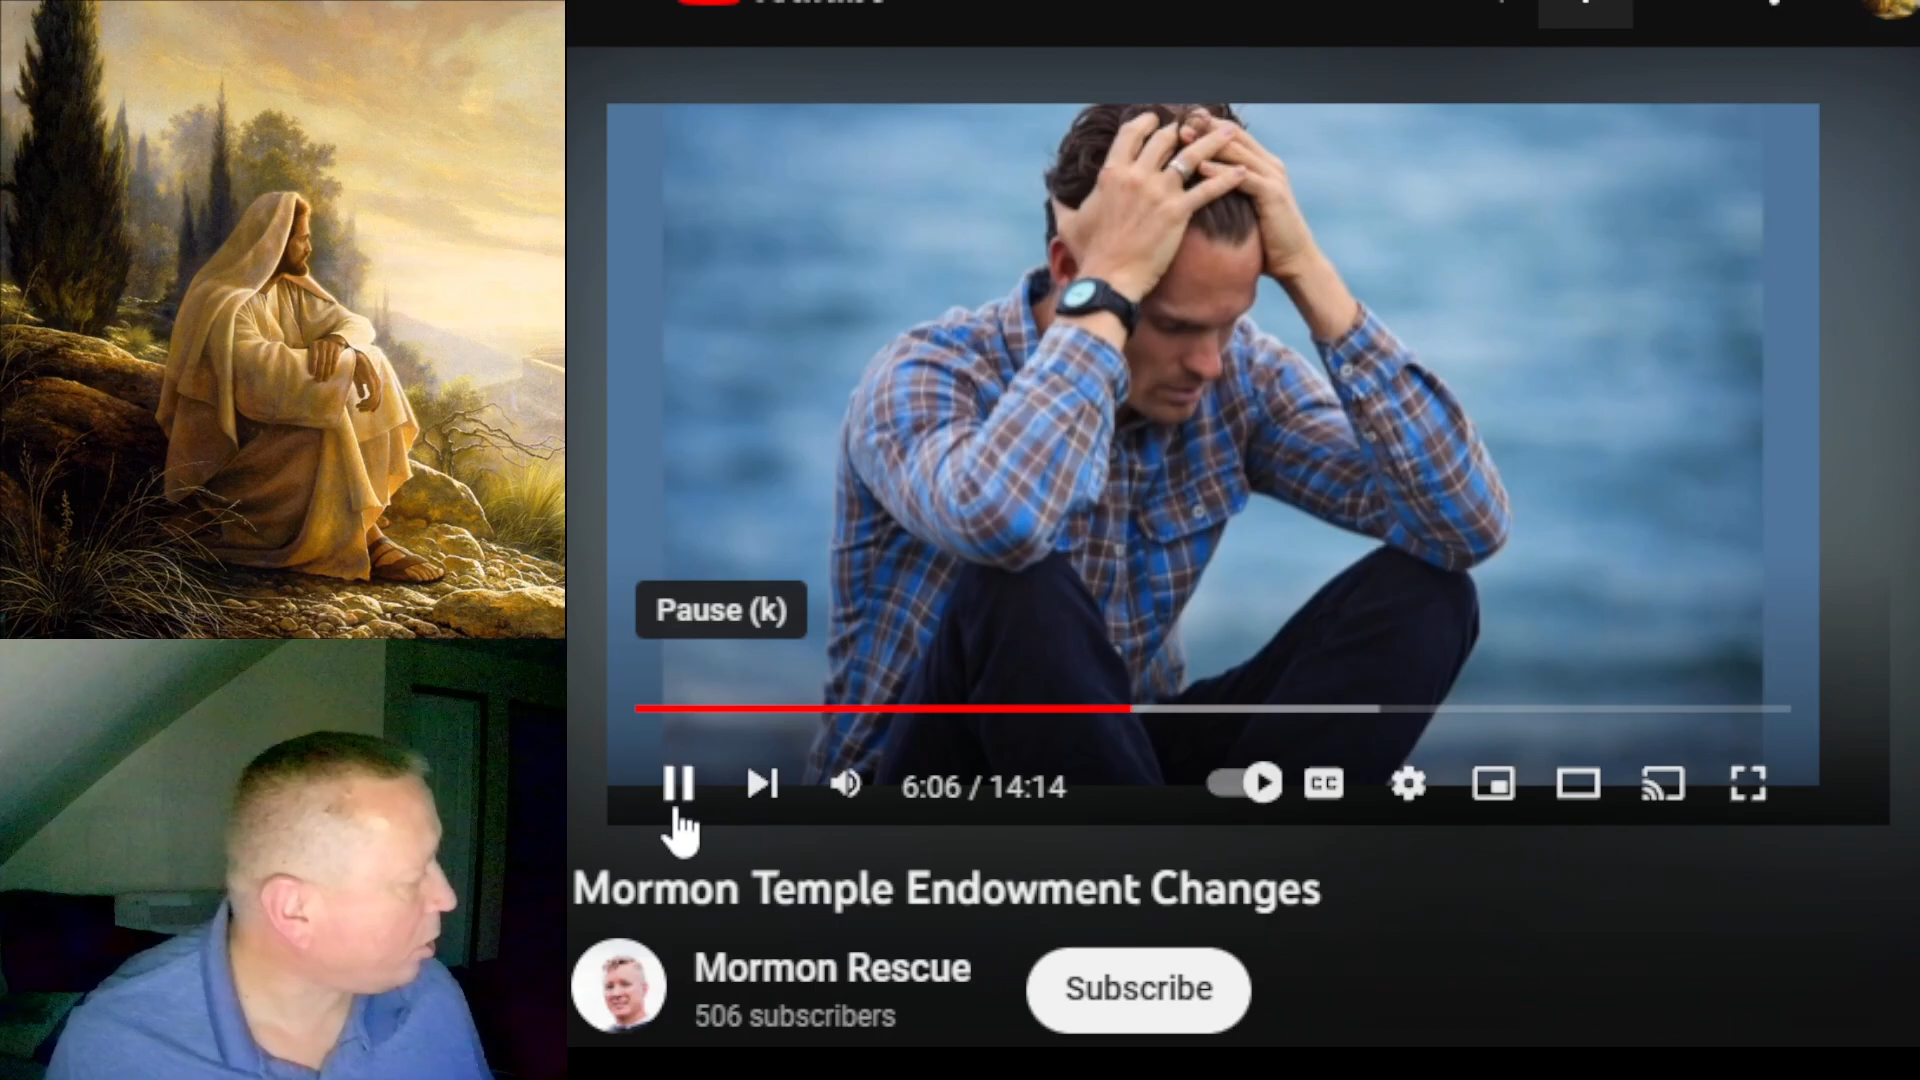 Pause (k)
6:06 / 14:14
CC
Mormon Temple Endowment Changes
Mormon Rescue
506 subscribers
Subscribe